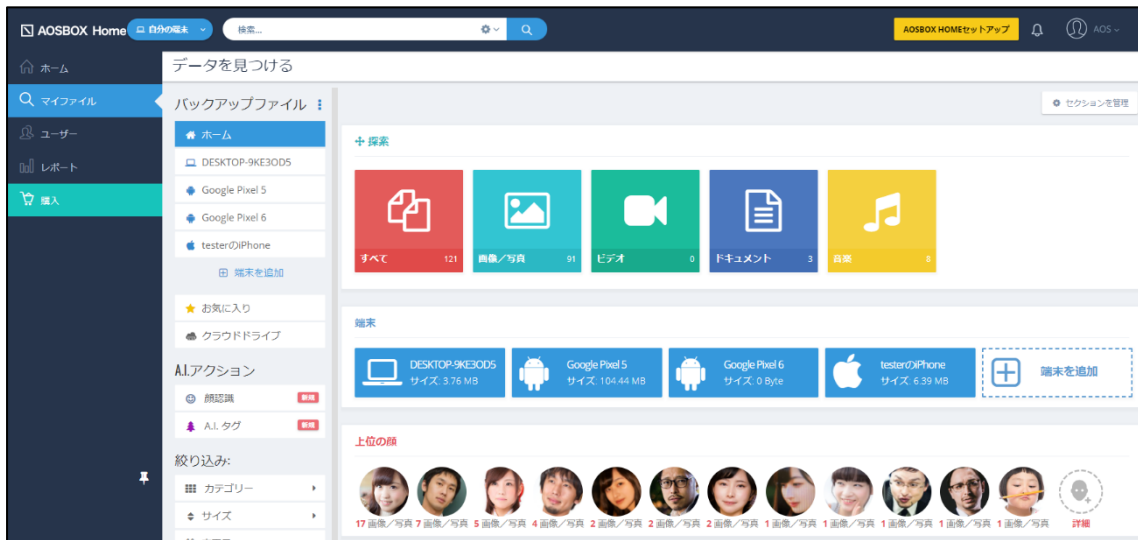 AOSBOX Home
自分の端末
検索...
AOSBOX HOMEセットアップ
AOS
ホーム
マイファイル
ユーザー
レポート
購入
データを見つける
バックアップファイル
ホーム
DESKTOP-9KE3OD5
Google Pixel 5
Google Pixel 6
testerのiPhone
端末を追加
お気に入り
クラウドドライブ
A.I.アクション
顔認識 新規
A.I. タグ 新規
絞り込み:
カテゴリー
サイズ
セクションを管理
探索
すべて 121
画像/写真 91
ビデオ 0
ドキュメント 3
音楽 8
端末
DESKTOP-9KE3OD5
サイズ: 3.76 MB
Google Pixel 5
サイズ: 104.44 MB
Google Pixel 6
サイズ: 0 Byte
testerのiPhone
サイズ: 6.39 MB
端末を追加
上位の顔
17 画像/写真 7 画像/写真 5 画像/写真 4 画像/写真 2 画像/写真 2 画像/写真 2 画像/写真 1 画像/写真 1 画像/写真 1 画像/写真 1 画像/写真 1 画像/写真 詳細